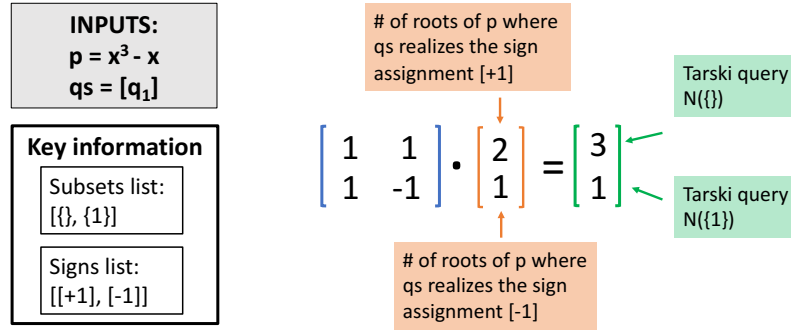 INPUTS:
p = x³ - x
qs = [q₁]
Key information
Subsets list:
[{}, {1}]
Signs list:
[[+1], [-1]]
# of roots of p where
qs realizes the sign
assignment [+1]
[1 1] · [2] = [3]
[1 -1] [1] [1]
# of roots of p where
qs realizes the sign
assignment [-1]
Tarski query
N({})
Tarski query
N({1})